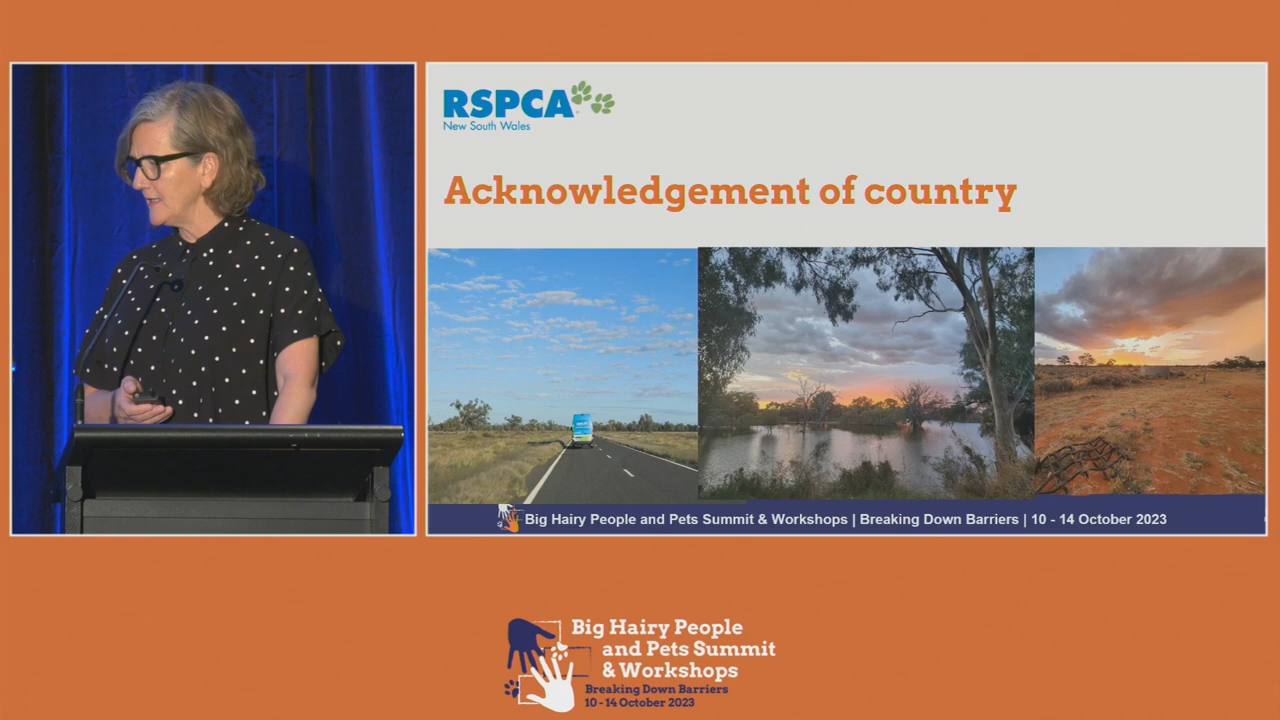 RSPCA
New South Wales
Acknowledgement of country
Big Hairy People and Pets Summit & Workshops | Breaking Down Barriers | 10 - 14 October 2023
Big Hairy People
and Pets Summit
& Workshops
Breaking Down Barriers
10 - 14 October 2023